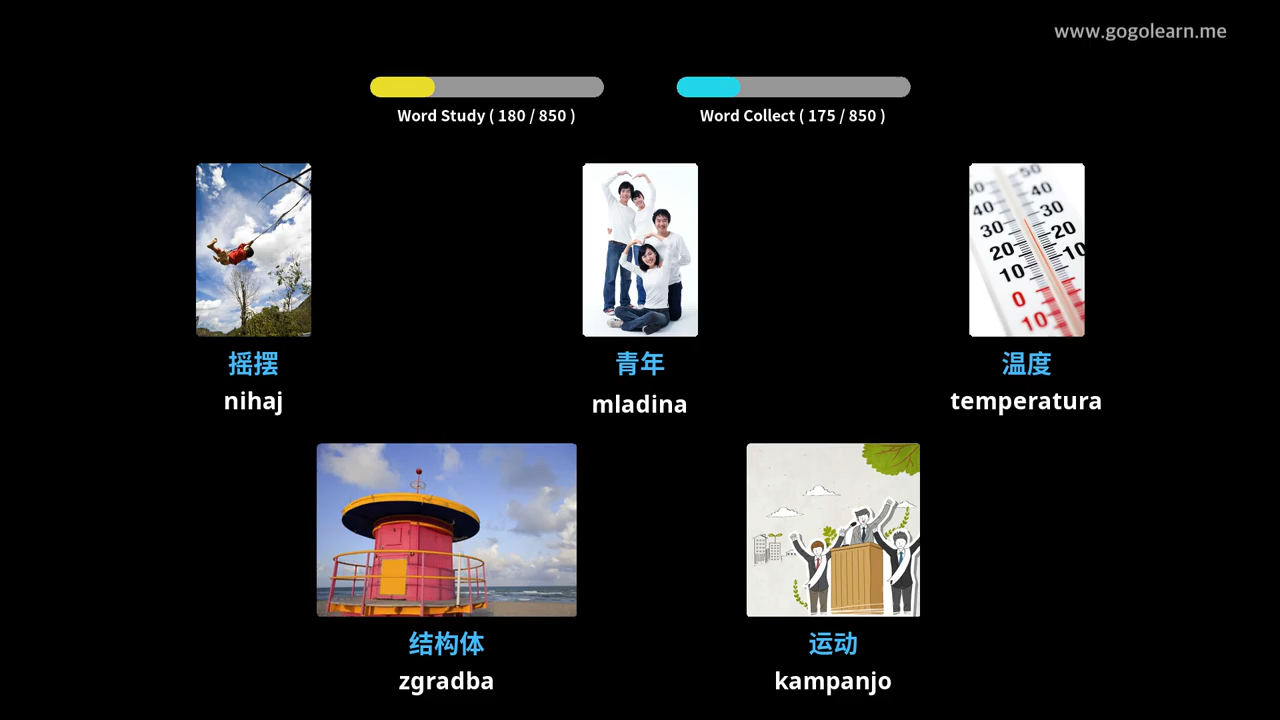 www.gogolearn.me
Word Study ( 180 / 850 )
Word Collect ( 175 / 850 )
摇摆
nihaj
青年
mladina
温度
temperatura
结构体
zgradba
运动
kampanjo